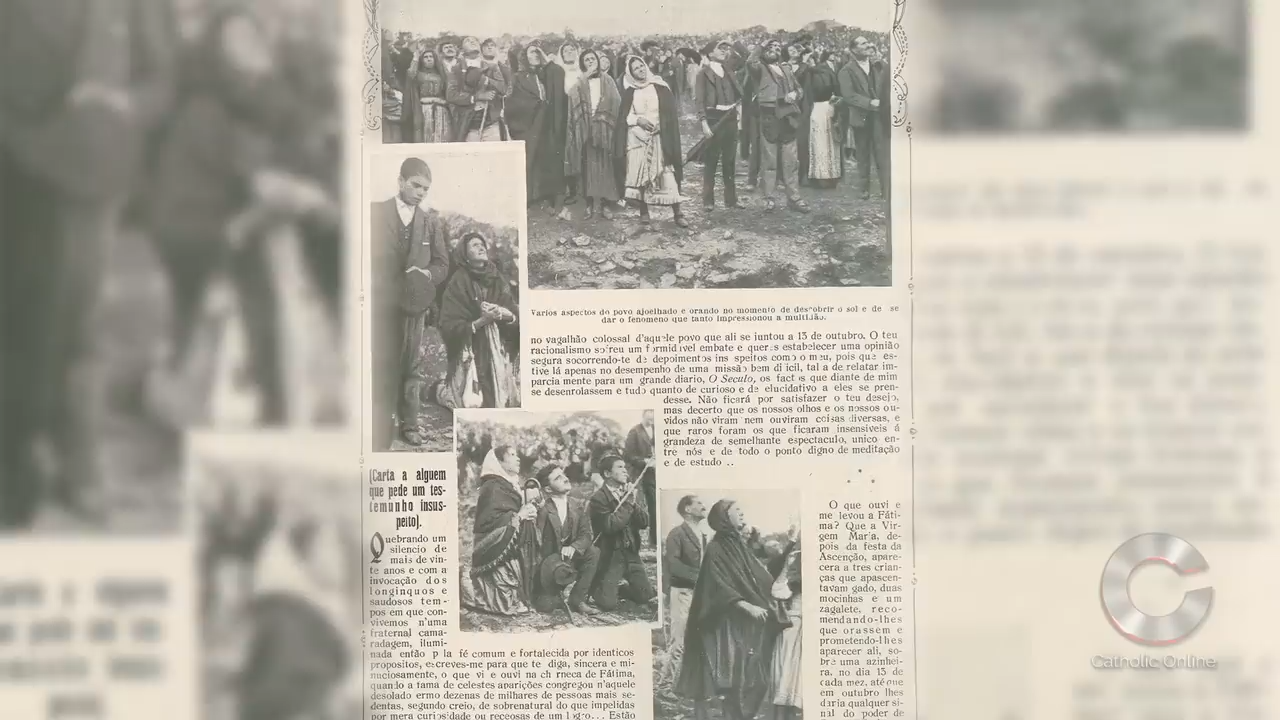 Varios aspectos do povo ajoelhado e orando no momento de descobrir o sol e de se
dar o fenomeno que tanto impressionou a multidão.
no vagalhão colossal d'aquele povo que ali se juntou a 13 de outubro. O teu
racionalismo sofreu um formidavel embate e queres estabelecer uma opinião
segura socorrendo-te de depoimentos insuspeitos como o meu, pois que es-
tive lá apenas no desempenho de uma missão bem dificil, tal a de relatar im-
parcialmente para um grande diario, O Seculo, os factos que diante de mim
se desenrolassem e tudo quanto de curioso e de elucidativo a eles se pren-
desse. Não ficará por satisfazer o teu desejo,
mas decerto que os nossos olhos e os nossos ou-
vidos não viram nem ouviram coisas diversas, e
que raros foram os que ficaram insensiveis á
grandeza de semelhante espectaculo, unico en-
tre nós e de todo o ponto digno de meditação
e de estudo ..
(Carta a alguem
que pede um tes-
temunho insus-
peito).
Quebrando um
silencio de
mais de vin-
te anos e com a
invocação dos
longinquos e
saudosos tem-
pos em que con-
vivemos n'uma
fraternal cama-
radagem, ilumi-
nada então pela fé comum e fortalecida por identicos
propositos, escreves-me para que te diga, sincera e mi-
nuciosamente, o que vi e ouvi na charneca de Fátima,
quando a fama de celestes aparições congregou n'aquele
desolado ermo dezenas de milhares de pessoas mais se-
dentas, segundo creio, de sobrenatural do que impelidas
por mera curiosidade ou receosas de um logro... Estão
O que ouvi e
me levou a Fáti-
ma? Que a Vir-
gem Maria, de-
pois da festa da
Ascenção, apare-
cera a tres crian-
ças que apascen-
tavam gado, duas
mocinhas e um
zagalete, reco-
mendando-lhes
que orassem e
prometendo-lhes
aparecer ali, so-
bre uma azinhei-
ra, no dia 13 de
cada mez, até que
em outubro lhes
daria qualquer si-
nal do poder de
Catholic Online